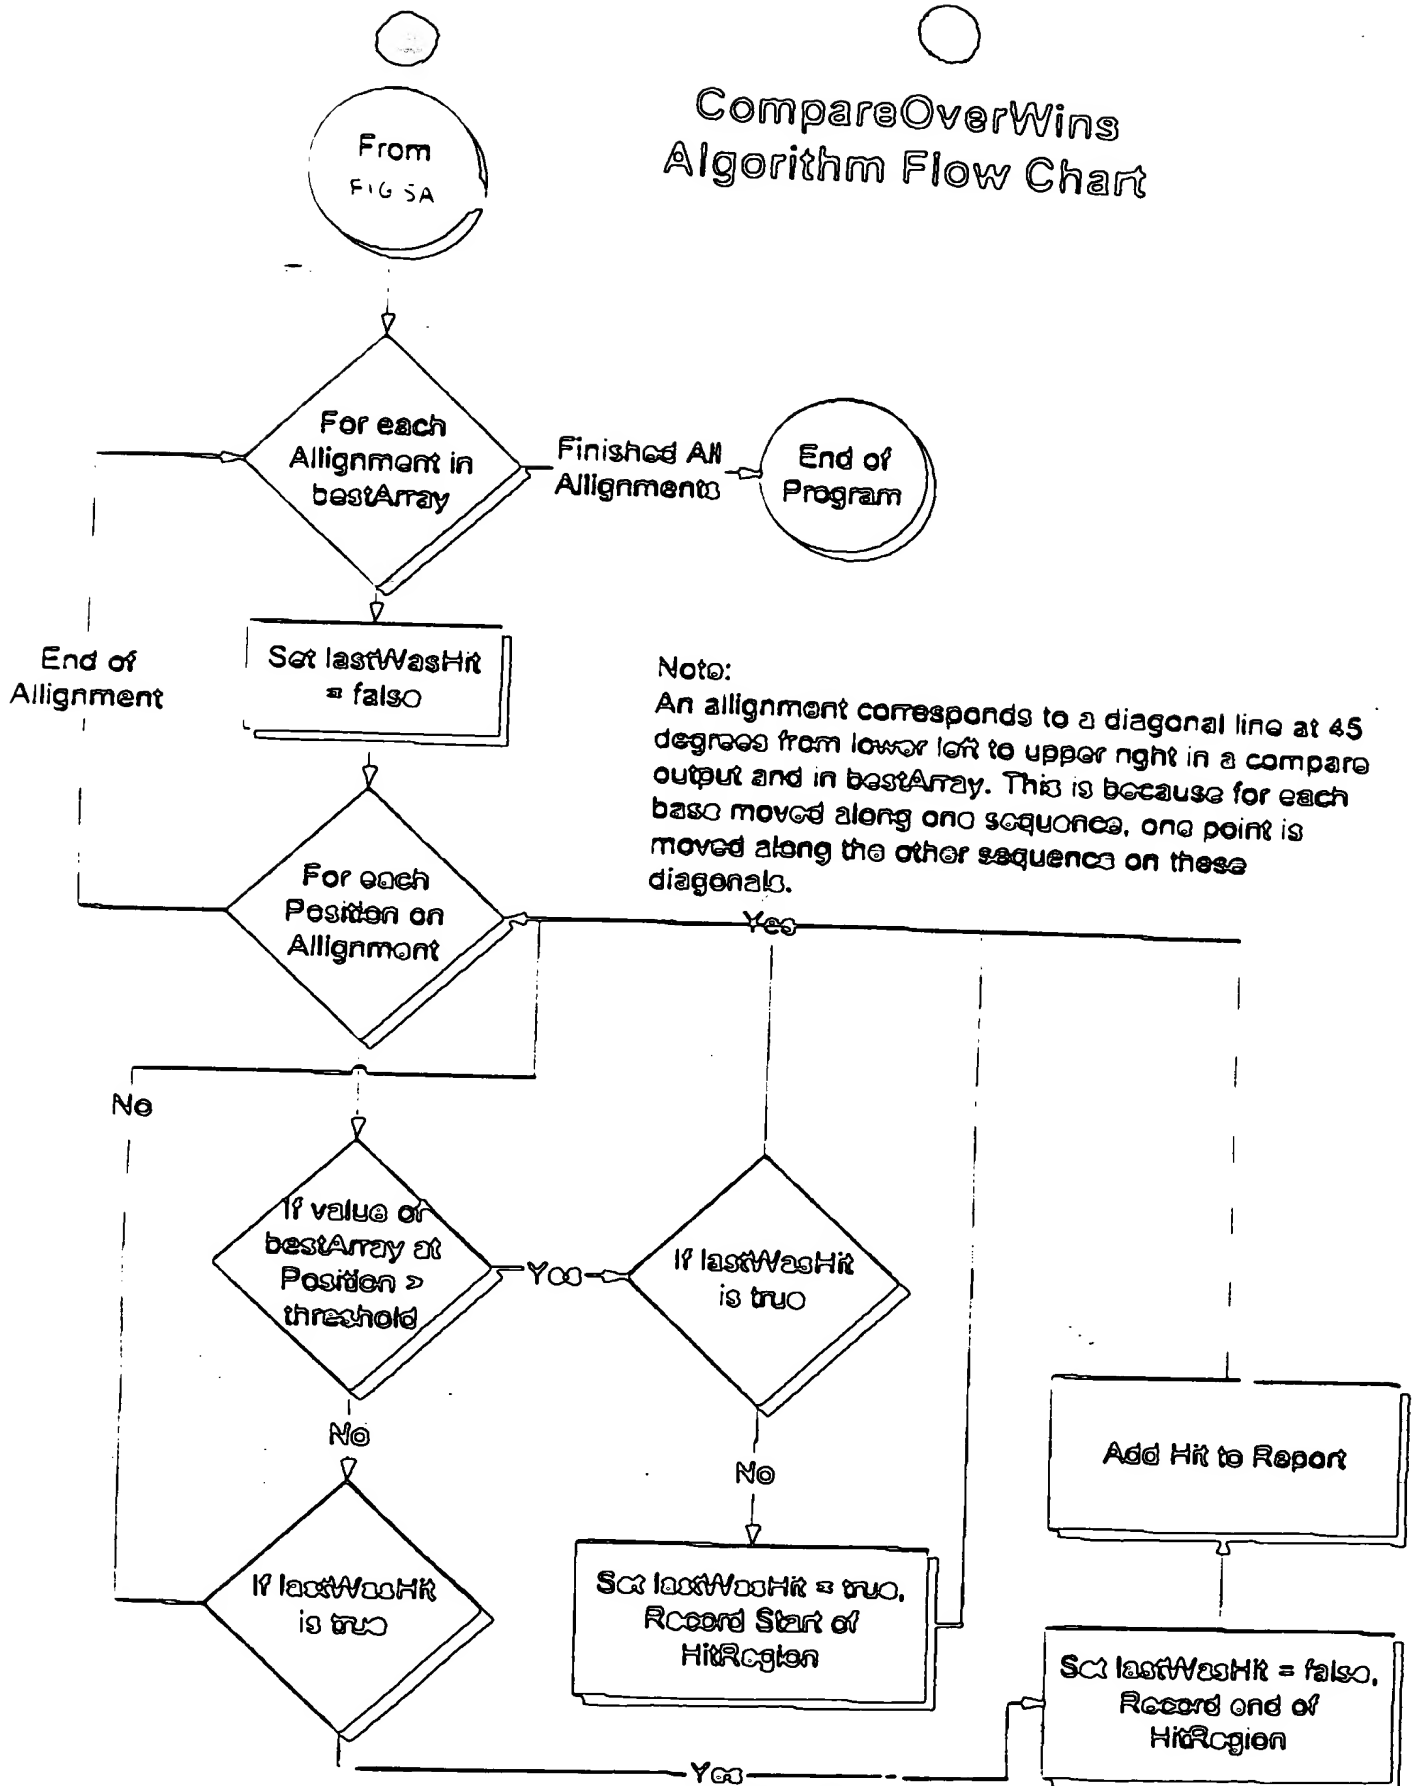 CompareOverWins
Algorithm Flow Chart
From
FIG 5A
For each
Allignment in
bestArray
Finished All
Allignments
End of
Program
End of
Allignment
Set lastWasHit
= false
Note:
An allignment corresponds to a diagonal line at 45
degrees from lower left to upper right in a compare
output and in bestArray. This is because for each
base moved along one sequence, one point is
moved along the other sequence on these
diagonals.
For each
Position on
Allignment
Yes
No
If value of
bestArray at
Position >
threshold
Yes
If lastWasHit
is true
No
No
Add Hit to Report
If lastWasHit
is true
Set lastWasHit = true,
Record Start of
HitRegion
Set lastWasHit = false,
Record end of
HitRegion
Yes